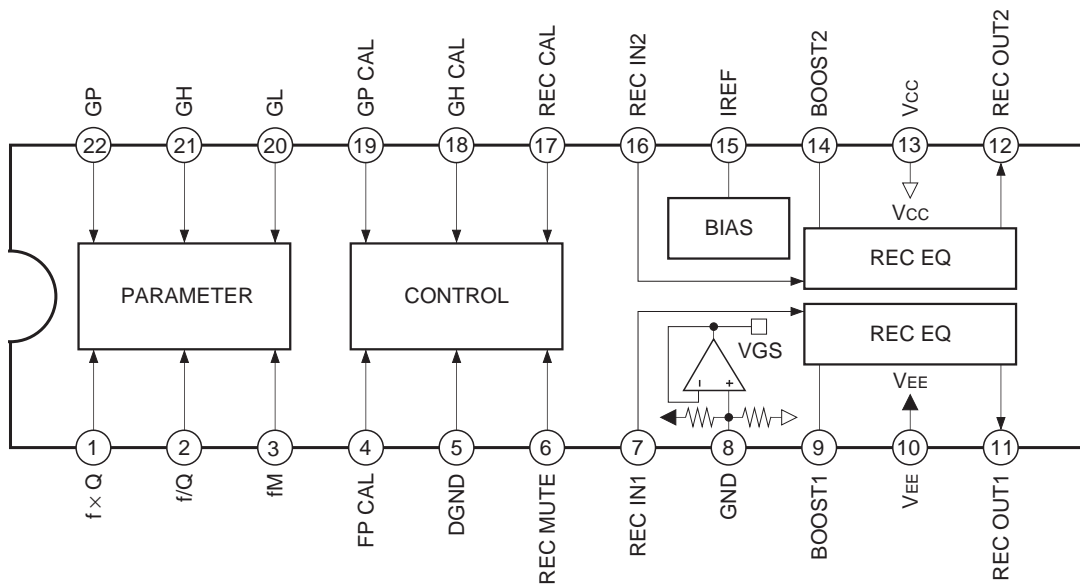 GP
GH
GL
GP CAL
GH CAL
REC CAL
REC IN2
IREF
BOOST2
VCC
REC OUT2
22
21
20
19
18
17
16
15
14
13
12
VCC
BIAS
REC EQ
PARAMETER
CONTROL
REC EQ
VGS
– +
VEE
1
2
3
4
5
6
7
8
9
10
11
f × Q
f/Q
fM
FP CAL
DGND
REC MUTE
REC IN1
GND
BOOST1
VEE
REC OUT1